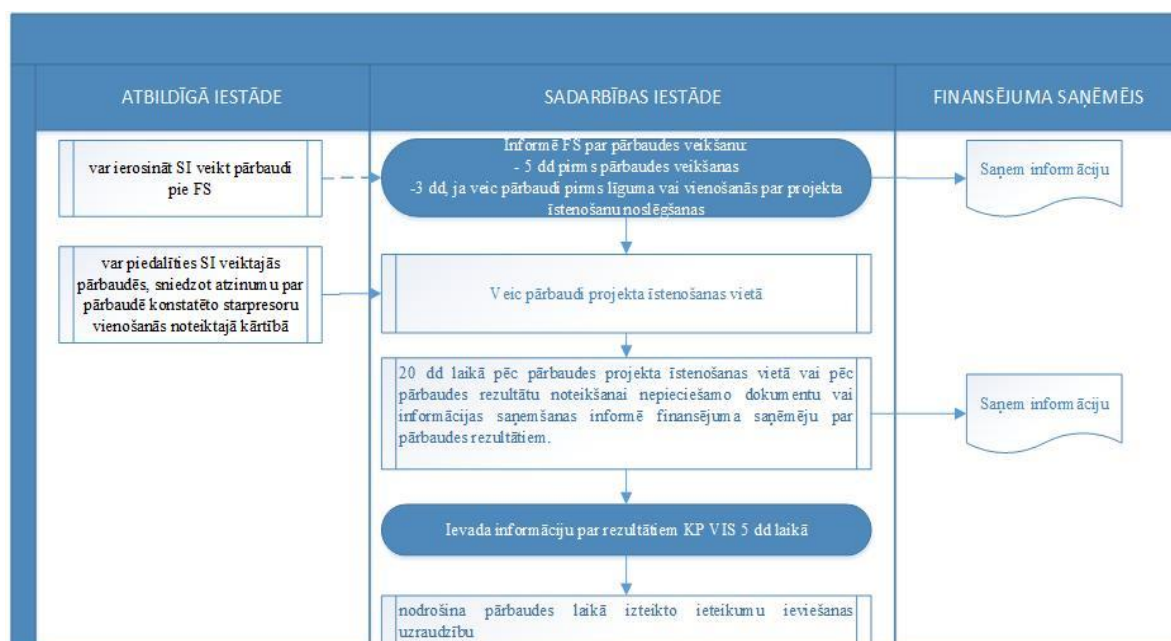 ATBILDĪGĀ IESTĀDE
SADARBĪBAS IESTĀDE
FINANSĒJUMA SAŅĒMĒJS
var ierosināt SI veikt pārbaudi
pie FS
Informē FS par pārbaudes veikšanu:
- 5 dd pirms pārbaudes veikšanas
-3 dd, ja veic pārbaudi pirms līguma vai vienošanās par projekta
īstenošanu noslēgšanas
Saņem informāciju
var piedalīties SI veiktajās
pārbaudēs, sniedzot atzinumu par
pārbaudē konstatēto starpresoru
vienošanās noteiktajā kārtībā
Veic pārbaudi projekta īstenošanas vietā
20 dd laikā pēc pārbaudes projekta īstenošanas vietā vai pēc
pārbaudes rezultātu noteikšanai nepieciešamo dokumentu vai
informācijas saņemšanas informē finansējuma saņēmēju par
pārbaudes rezultātiem.
Saņem informāciju
Ievada informāciju par rezultātiem KP VIS 5 dd laikā
nodrošina pārbaudes laikā izteikto ieteikumu ieviešanas
uzraudzību